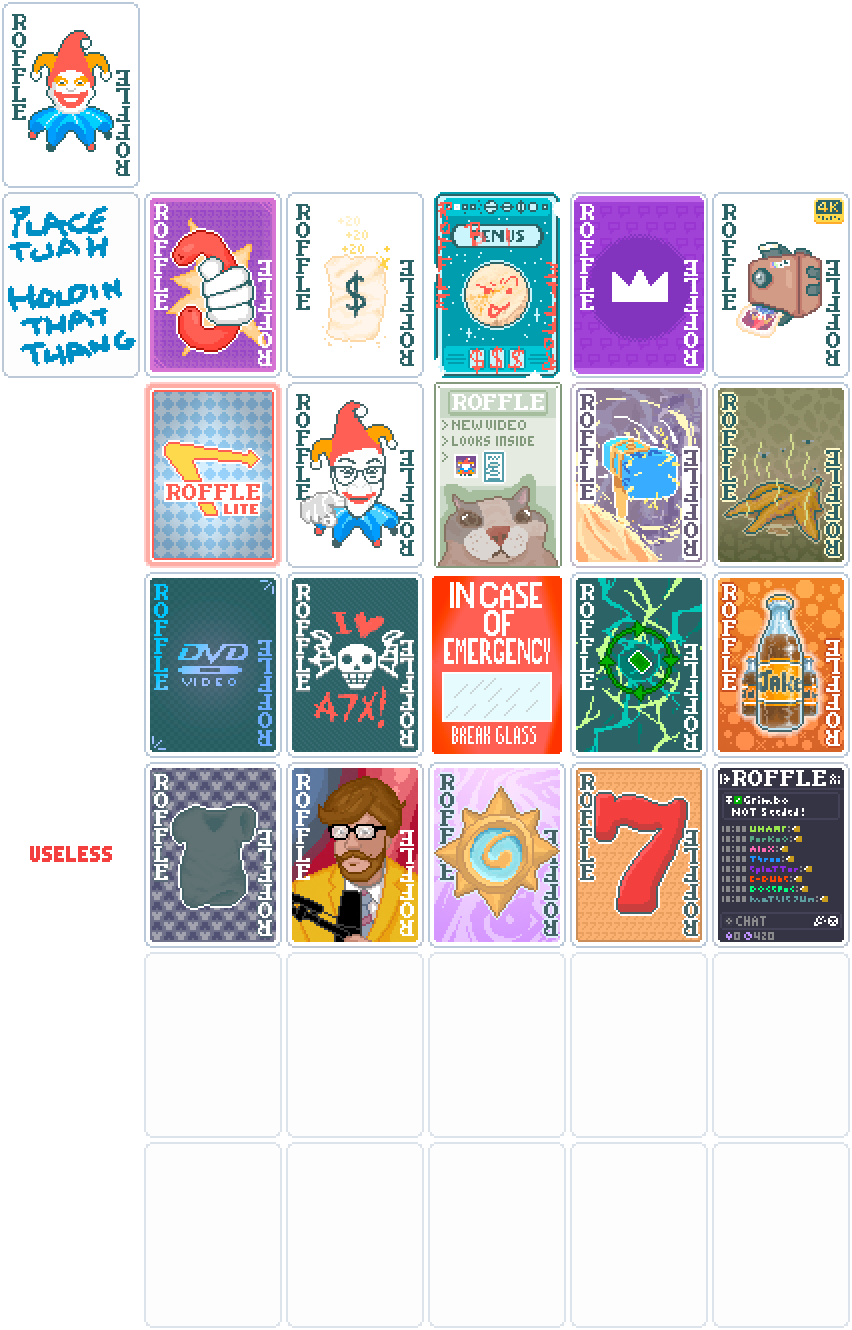 ROFFLE
ROFFLE
PLACE
TUAH
HOLDIN
THAT
THANG
ROFFLE
ROFFLE
ROFFLE
+20
+20
+20
$
ROFFLE
PENIS
$$$
ROFFLE
ROFFLE
ROFFLE
4K
ROFFLE
ROFFLE
LITE
ROFFLE
ROFFLE
ROFFLE
> NEW VIDEO
> LOOKS INSIDE
>
ROFFLE
ROFFLE
ROFFLE
ROFFLE
ROFFLE
DVD
VIDEO
ROFFLE
ROFFLE
I ♥
A7X!
ROFFLE
IN CASE
OF
EMERGENCY
BREAK GLASS
ROFFLE
ROFFLE
ROFFLE
Jake
ROFFLE
USELESS
ROFFLE
ROFFLE
ROFFLE
ROFFLE
ROFFLE
ROFFLE
ROFFLE
7
ROFFLE
ROFFLE
Grimbo
NOT Seeded!
CHAT
0 420